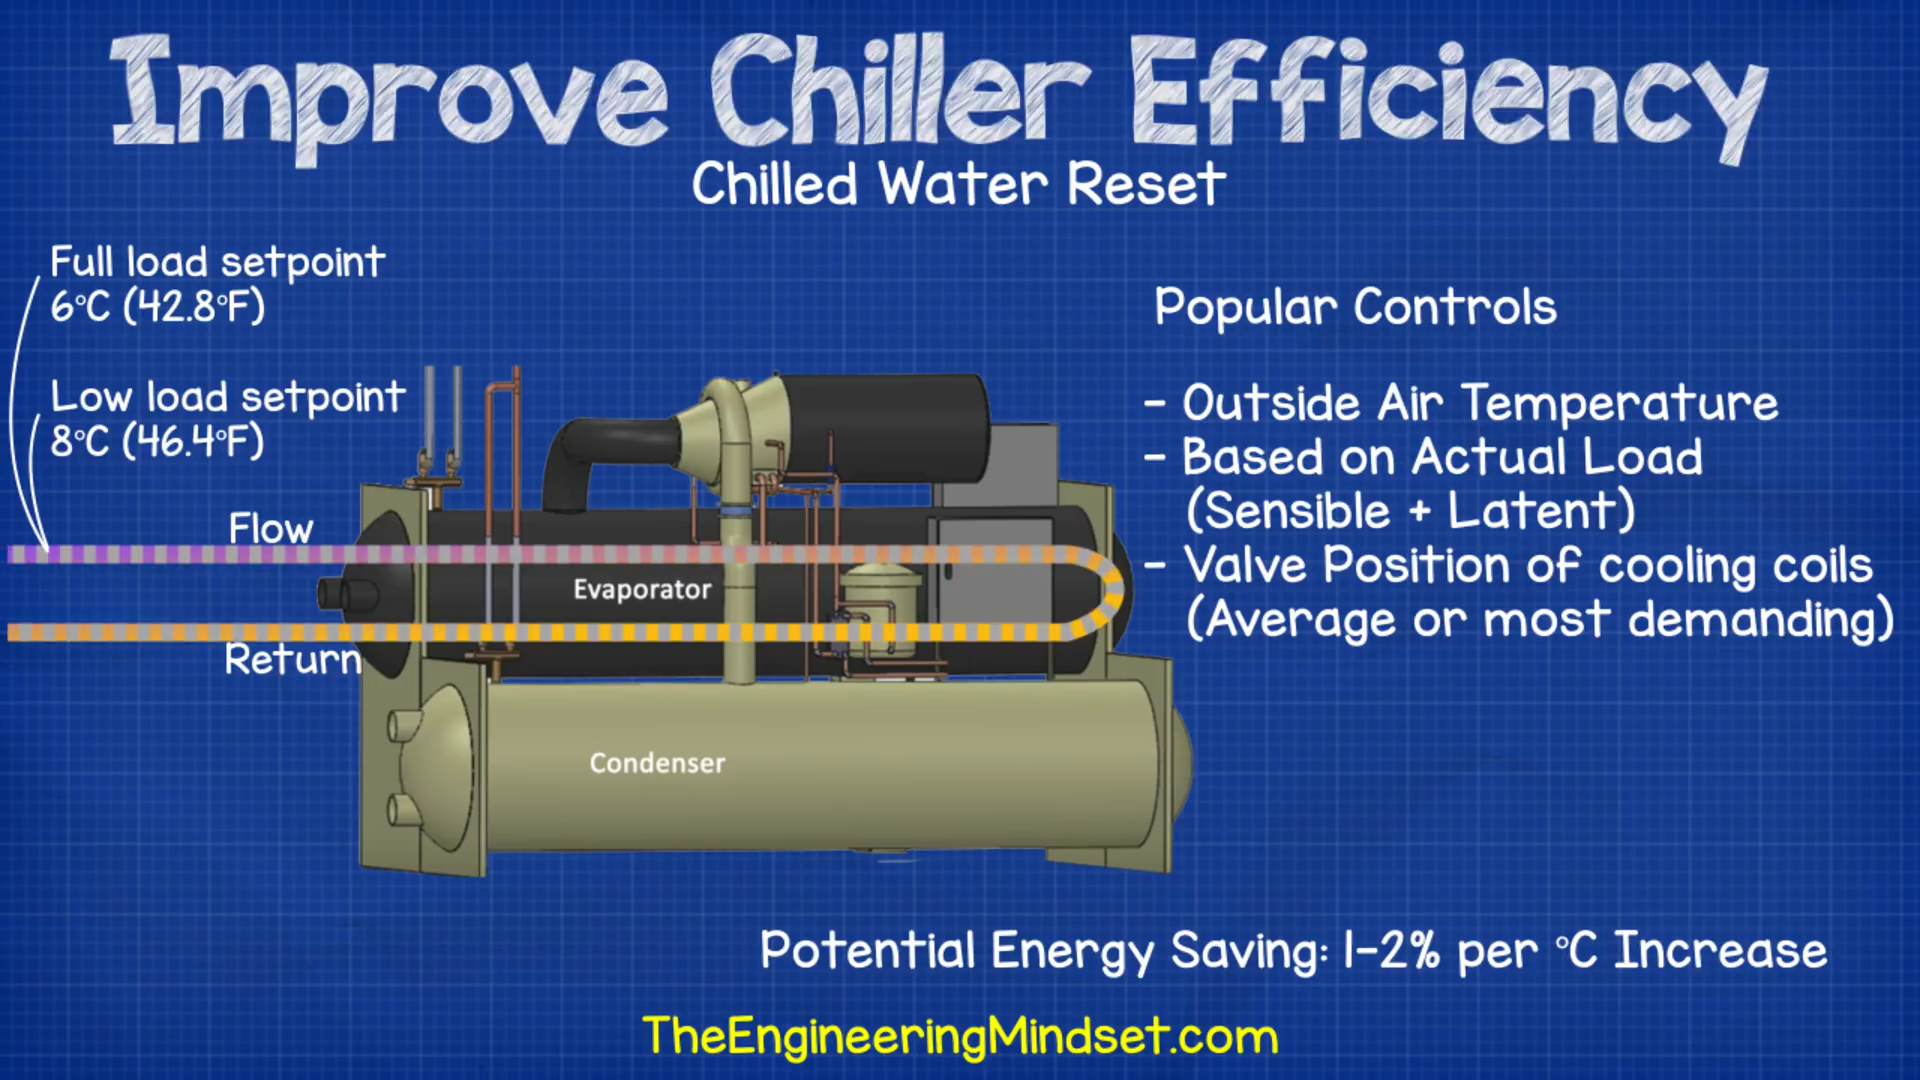 Improve Chiller Efficiency
Chilled Water Reset
Full load setpoint
6°C (42.8°F)
Low load setpoint
8°C (46.4°F)
Flow
Return
Evaporator
Condenser
Popular Controls
- Outside Air Temperature
- Based on Actual Load
(Sensible + Latent)
- Valve Position of cooling coils
(Average or most demanding)
Potential Energy Saving: 1-2% per °C Increase
TheEngineeringMindset.com